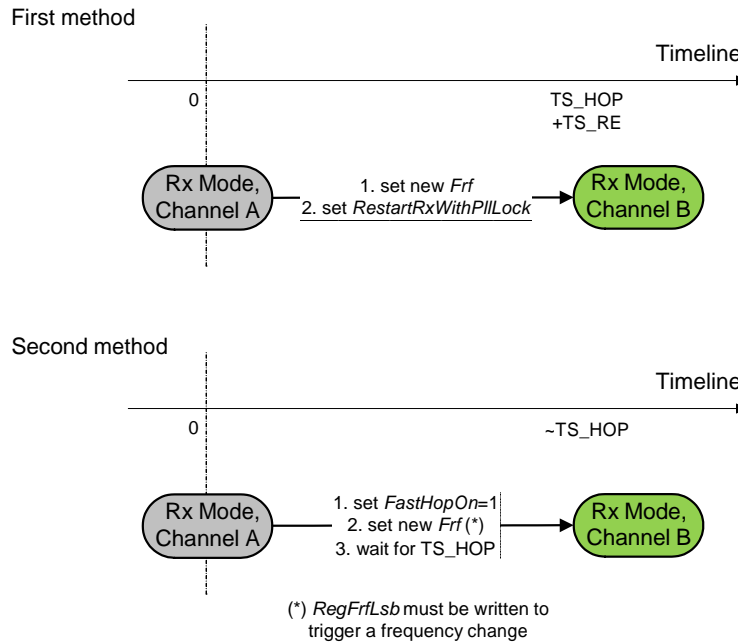 First method
Timeline
0
TS_HOP
+TS_RE
Rx Mode,
Channel A
1. set new Frf
2. set RestartRxWithPllLock
Rx Mode,
Channel B
Second method
Timeline
0
~TS_HOP
Rx Mode,
Channel A
1. set FastHopOn=1
2. set new Frf (*)
3. wait for TS_HOP
Rx Mode,
Channel B
(*) RegFrfLsb must be written to
trigger a frequency change